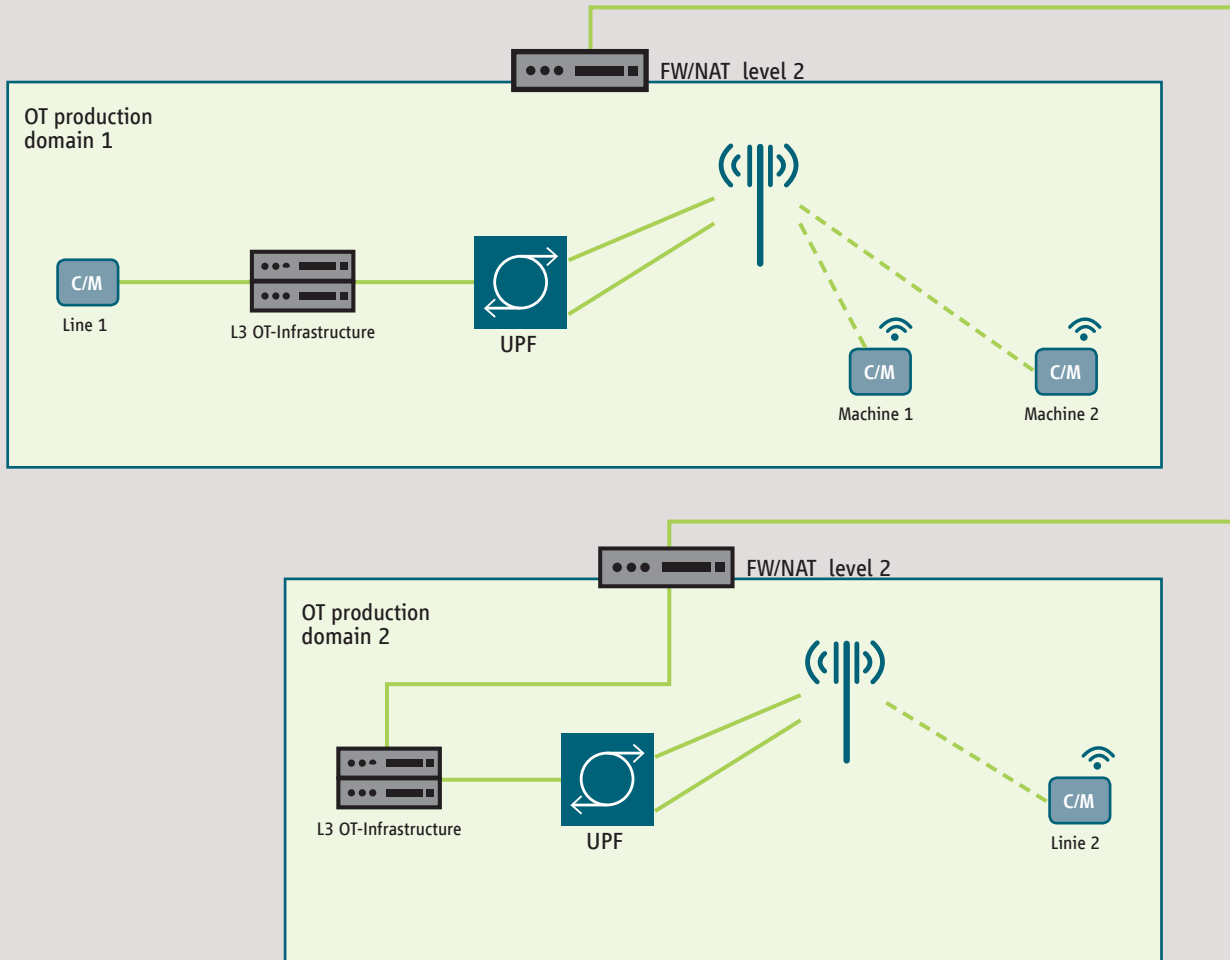 FW/NAT level 2
OT production
domain 1
C/M
Line 1
L3 OT-Infrastructure
UPF
C/M
Machine 1
C/M
Machine 2
FW/NAT level 2
OT production
domain 2
L3 OT-Infrastructure
UPF
C/M
Linie 2